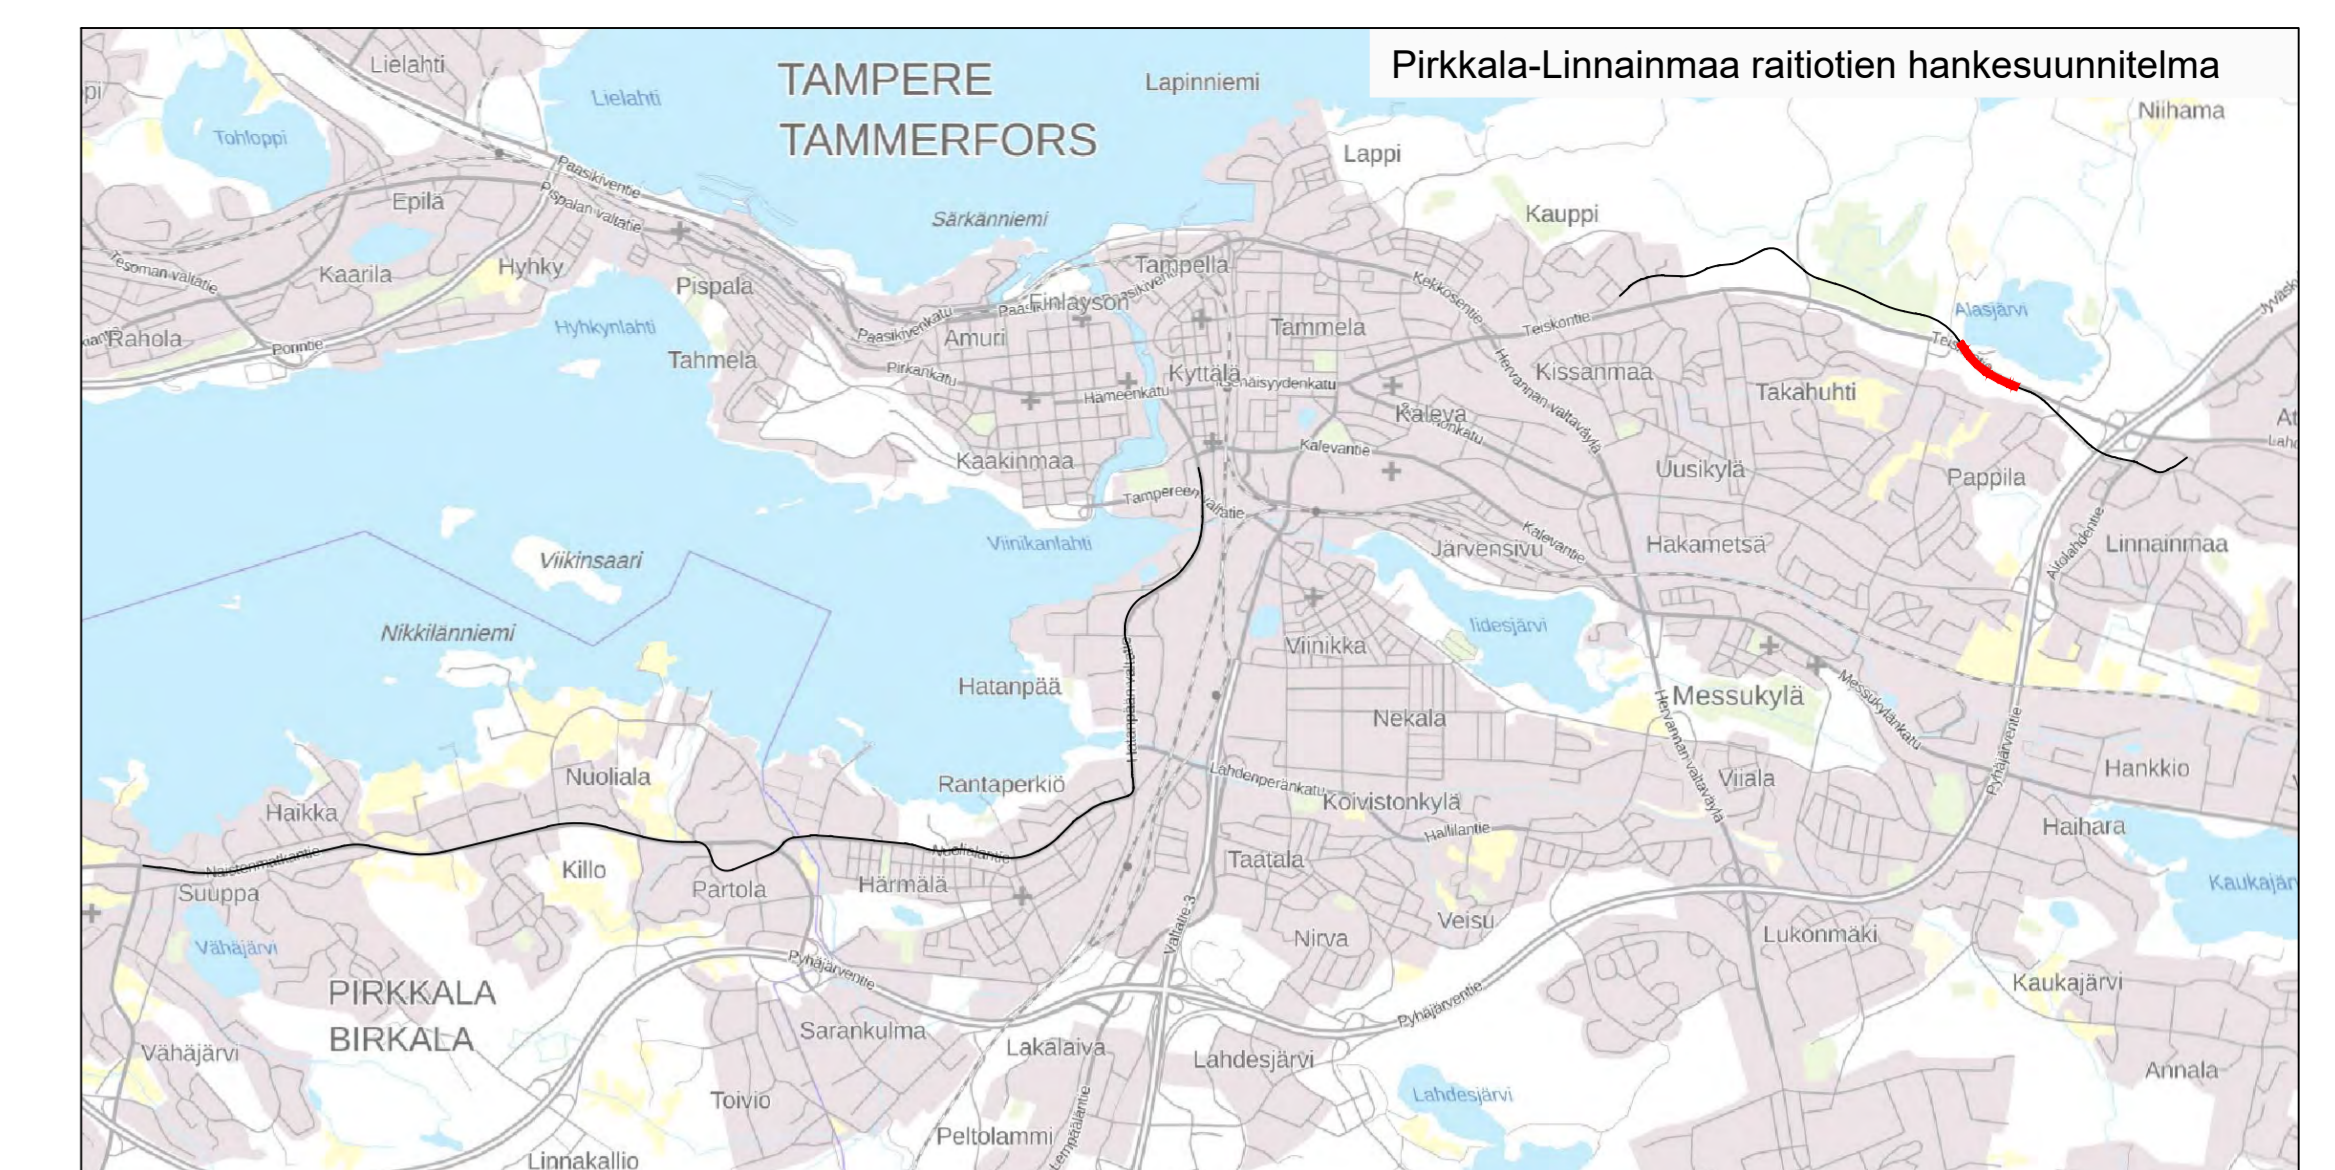 Pirkkala-Linnainmaa raitiotien hankesuunnitelma
Lielahti
TAMPERE
TAMMERFORS
Lapinniemi
Niihama
pi
Tohloppi
Lielahti
Lappi
Epilä
Paasikiventie
Pispalan valtatie
Särkänniemi
Kauppi
Tesoman valtatie
Kaarila
Hyhky
Pispala
Tampella
Paasikivenkatu
Finlayson
Kekkosentie
Alasjärvi
Rahola
Porintie
Hyhkynlahti
Tahmela
Amuri
Pirkankatu
Tammela
Teiskontie
Kissanmaa
Takahuhti
Kyttälä
Hämeenkatu
Kaleva
Hervannan valtaväylä
Kaakinmaa
Kalevantie
Uusikylä
Pappila
Tampereen valtatie
Viinikanlahti
Järvensivu
Kalevantie
Hakametsä
Linnainmaa
Aitolahdentie
Viikinsaari
Nikkilänniemi
Iidesjärvi
Viinikka
Hatanpää
Hatanpään valtatie
Nekala
Messukylä
Hervannan valtaväylä
Messukylänkatu
Pyhäjärventie
Nuoliala
Rantaperkiö
Lahdenperänkatu
Koivistonkylä
Viiala
Hankkio
Haikka
Hallilantie
Haihara
Naistenmatkantie
Suuppa
Killo
Partola
Härmälä
Nuolialantie
Taatala
Kaukajär
Vähäjärvi
Valtatie 3
Nirva
Veisu
Lukonmäki
Pyhäjärventie
PIRKKALA
BIRKALA
Kaukajärvi
Pyhäjärventie
Sarankulma
Lakalaiva
Lahdesjärvi
Vähäjärvi
Annala
Toivio
Lahdesjärvi
Peltolammi
Lempääläntie
Linnakallio